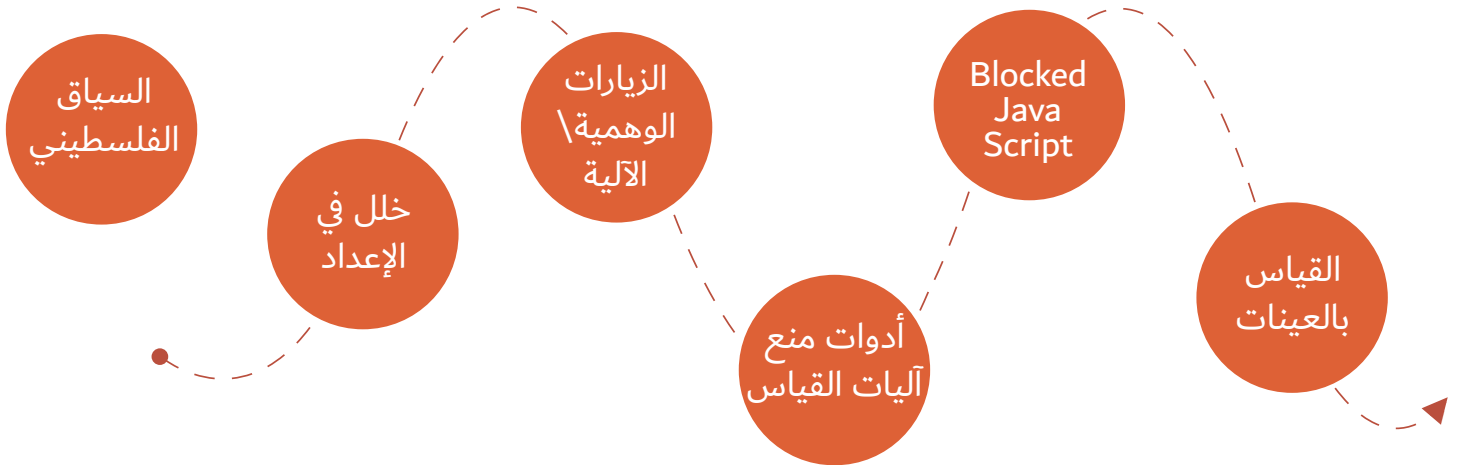 السياق
الفلسطيني
خلل في
الإعداد
الزيارات
الوهمية\
الآلية
أدوات منع
آليات القياس
Blocked
Java
Script
القياس
بالعينات